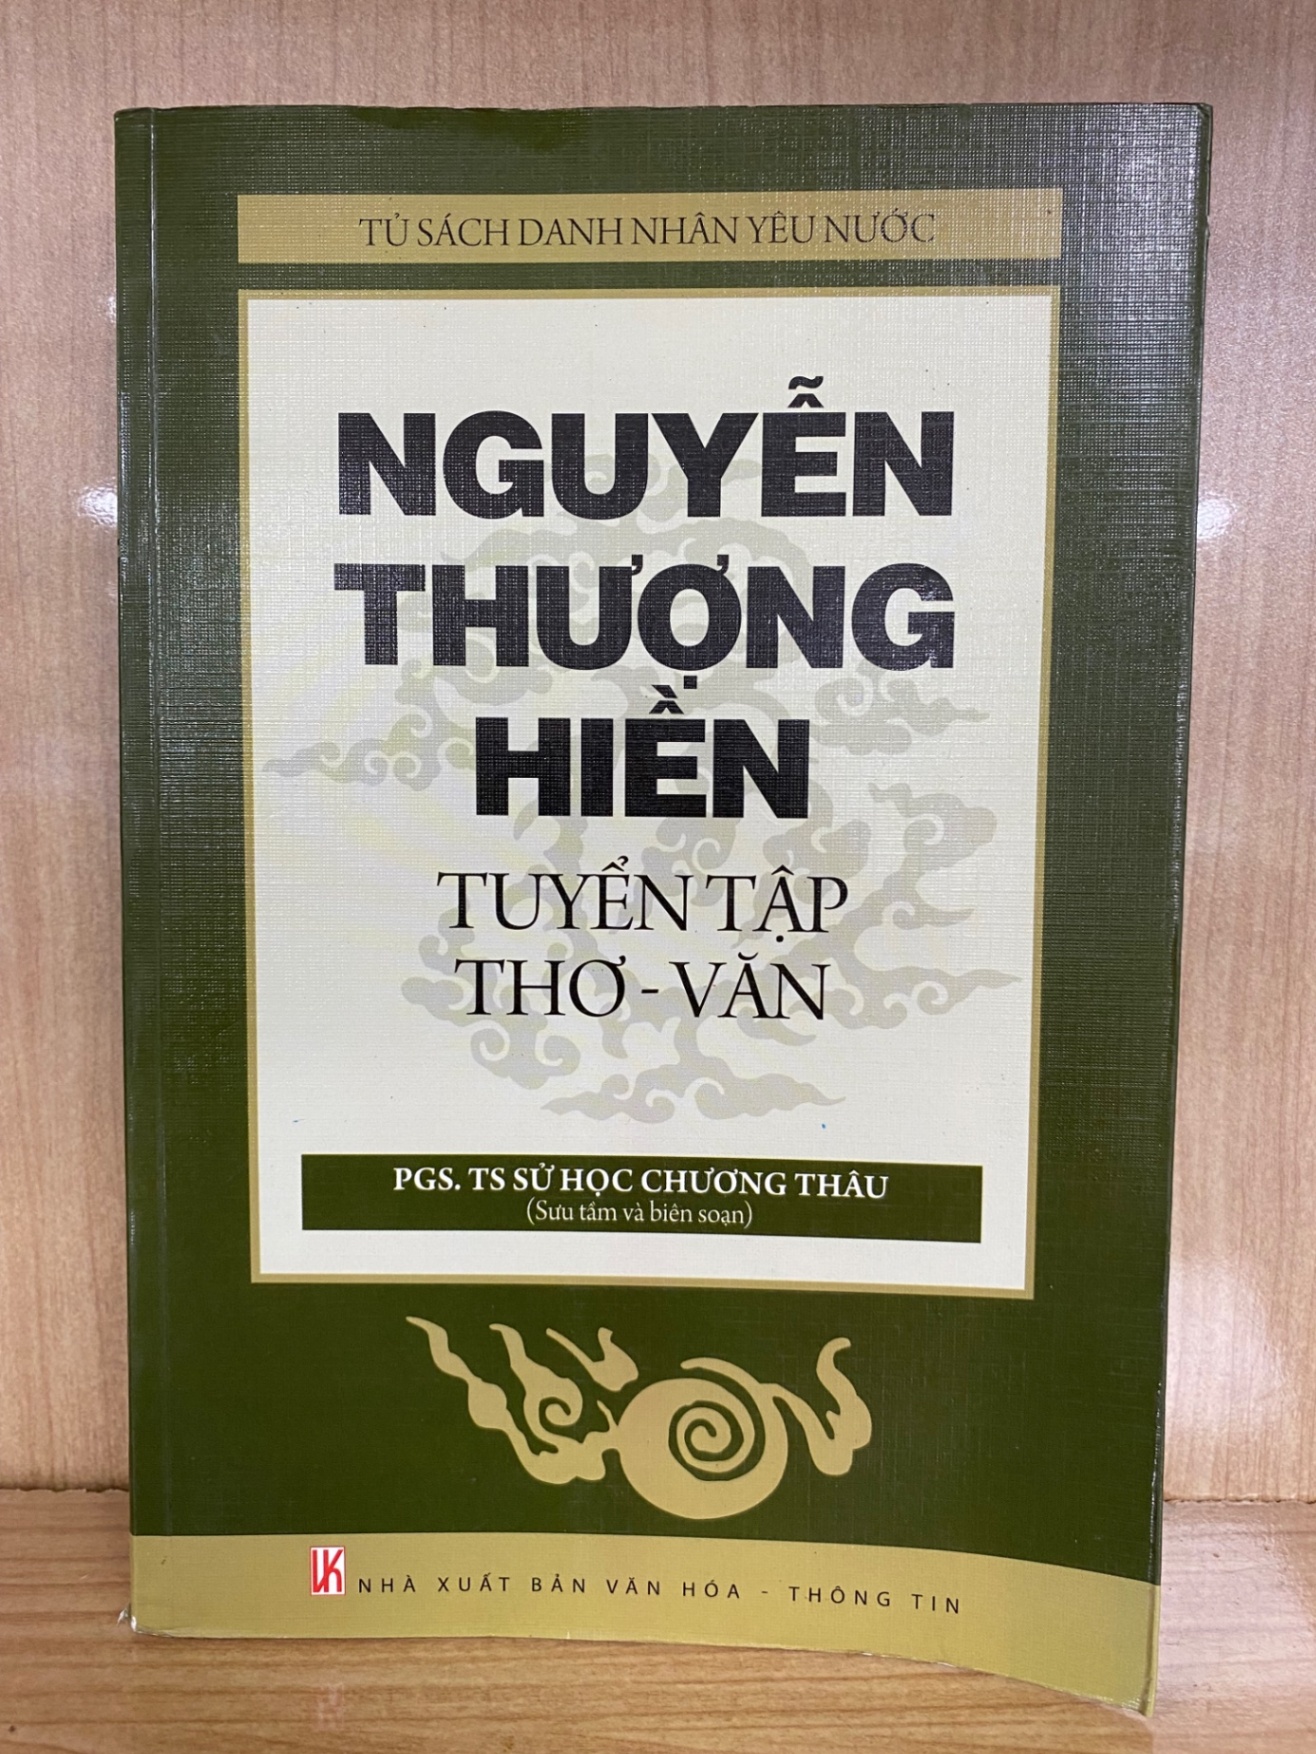 TỦ SÁCH DANH NHÂN YÊU NƯỚC
NGUYỄN
THƯỢNG
HIỀN
TUYỂN TẬP
THƠ - VĂN
PGS. TS SỬ HỌC CHƯƠNG THÂU
(Sưu tầm và biên soạn)
NHÀ XUẤT BẢN VĂN HÓA - THÔNG TIN